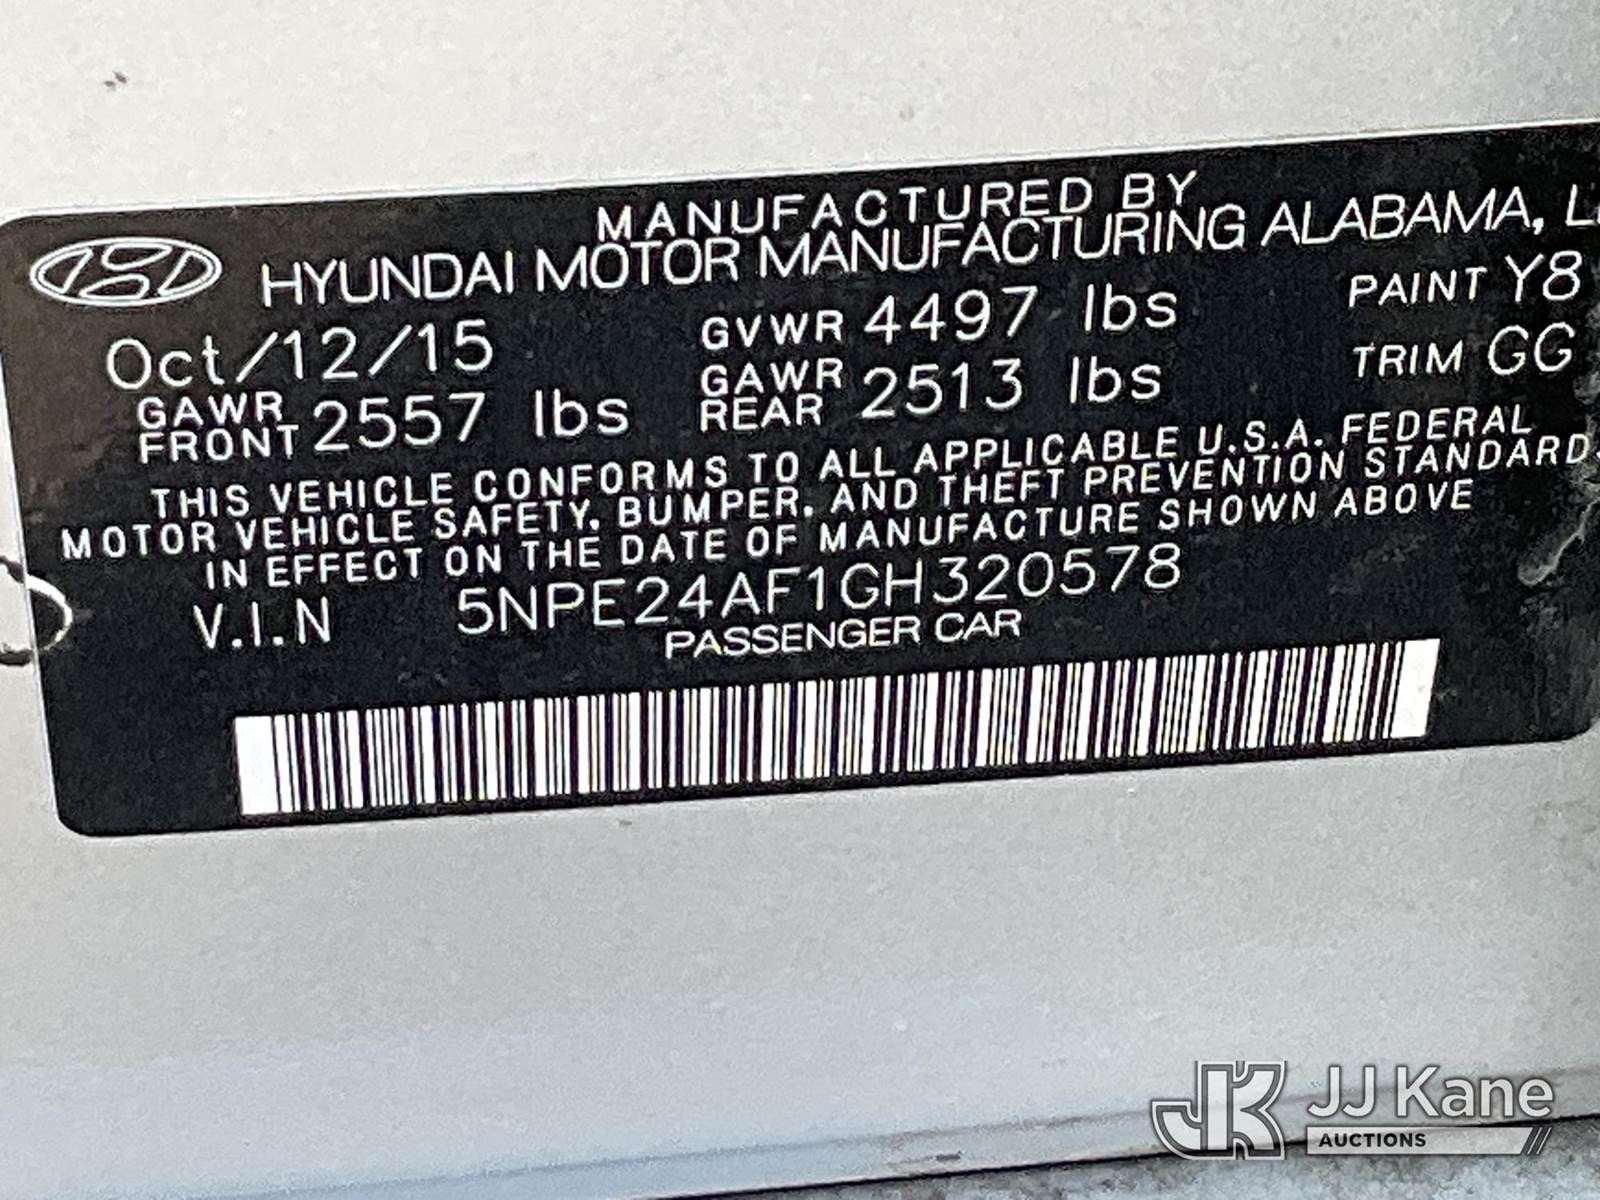 MANUFACTURED BY
HYUNDAI MOTOR MANUFACTURING ALABAMA,
Oct/12/15 GVWR 4497 lbs PAINT Y8
GAWR FRONT 2557 lbs GAWR REAR 2513 lbs TRIM GG
THIS VEHICLE CONFORMS TO ALL APPLICABLE U.S.A. FEDERAL
MOTOR VEHICLE SAFETY, BUMPER, AND THEFT PREVENTION STANDARD
IN EFFECT ON THE DATE OF MANUFACTURE SHOWN ABOVE
V.I.N 5NPE24AF1GH320578
PASSENGER CAR
JK JJ Kane
AUCTIONS